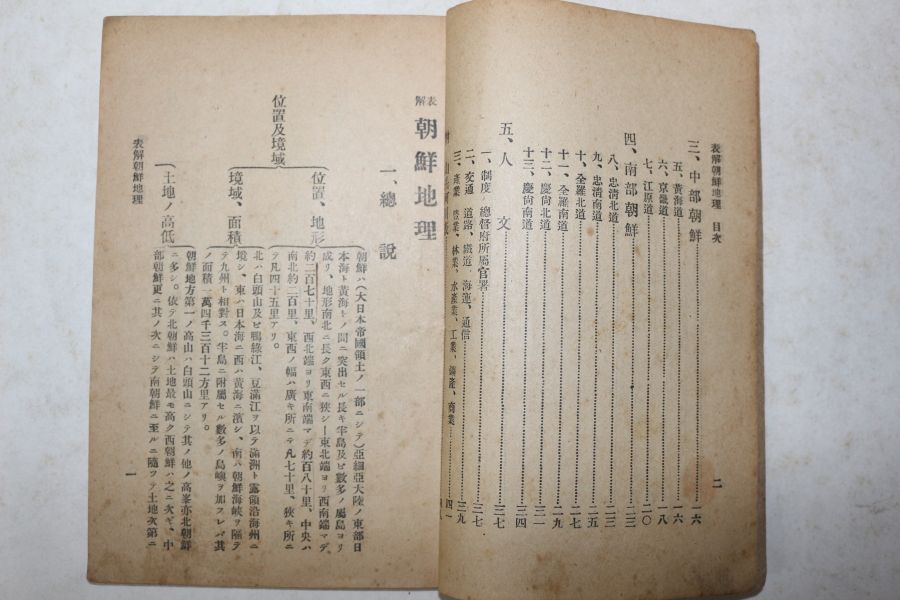 表解朝鮮地理 目次
二
三、中部朝鮮……一六
五、黃海道……一六
六、京畿道……一八
七、江原道……二〇
四、南部朝鮮……二三
八、忠淸北道……二三
九、忠淸南道……二五
十、全羅北道……二七
十一、全羅南道……二九
十二、慶尙北道……三一
十三、慶尙南道……三四
五、人文……三七
一、制度 總督府所屬官署……三七
二、交通 道路、鐵道、海運、通信……三九
三、產業 農業、林業、水產業、工業、鑛產、商業……四一
表解 朝鮮地理
一、總說
位置及境域
位置、地形
朝鮮ハ(大日本帝國領土ノ一部ニシテ)亞細亞大陸ノ東部日
本海ト黃海トノ間ニ突出セル長キ半島及ビ數多ノ屬島ヨリ
成リ、地形南北ニ長ク東西ニ狹シ―東北端ヨリ西南端マデ
約二百七十里、西北端ヨリ東南端マデ約百八十里、中央ハ
南北約二百里、東西ノ幅ハ廣キ所ニテ凡七十里、狹キ所ニ
テ凡四十五里アリ。
境域、面積
北ハ白頭山及ビ鴨綠江、豆滿江ヲ以テ滿洲ト露領沿海州ニ
境シ、東ハ日本海ニ西ハ黃海ニ濱シ、南ハ朝鮮海峽ヲ隔テ
テ九州ト相對ス。半島ニ附屬セル數多ノ島嶼ヲ加フレバ其
ノ面積一萬四千三百十二方里アリ。
土地ノ高低
朝鮮地方第一ノ高山ハ白頭山ニシテ其ノ他ノ高峯亦北朝鮮
ニ多シ。依テ北朝鮮ハ土地最モ高ク西朝鮮ハ之ニ次ギ、中
部朝鮮更ニ其ノ次ニシテ南朝鮮ニ至ルニ隨ヲテ土地次第ニ
表解朝鮮地理
一